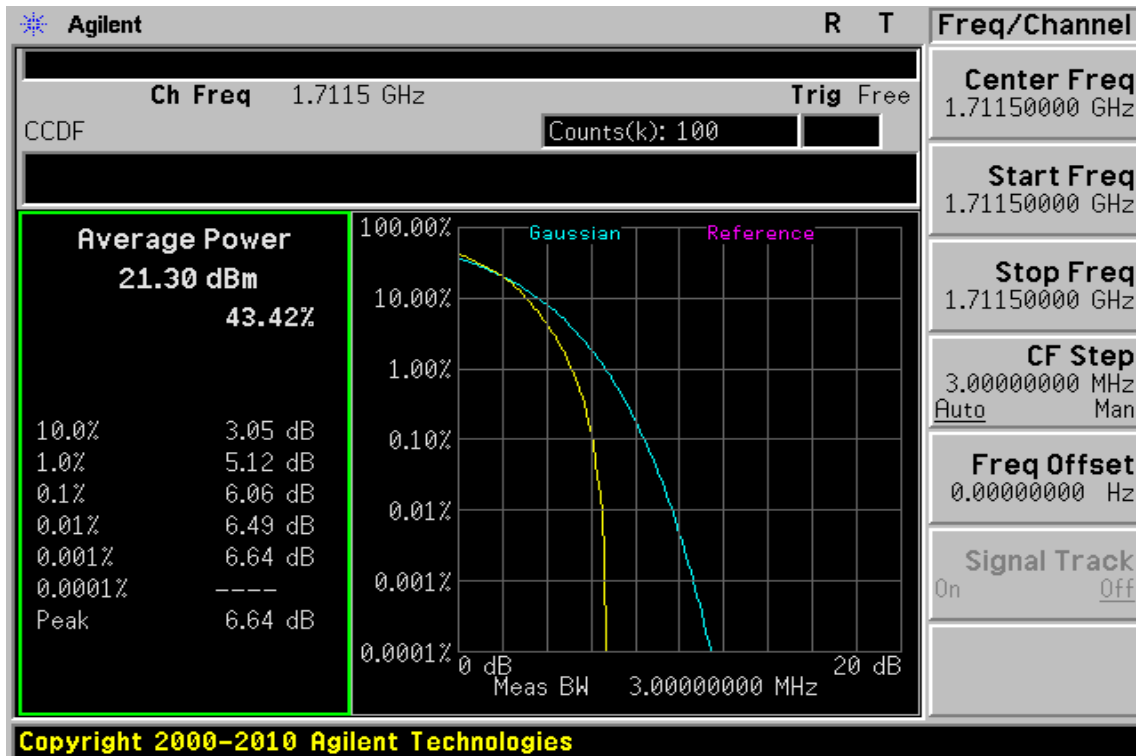 Agilent R T
Ch Freq 1.7115 GHz Trig Free
CCDF Counts(k): 100
Average Power
21.30 dBm
43.42%
10.0% 3.05 dB
1.0% 5.12 dB
0.1% 6.06 dB
0.01% 6.49 dB
0.001% 6.64 dB
0.0001% ----
Peak 6.64 dB
Gaussian Reference
100.00%
10.00%
1.00%
0.10%
0.01%
0.001%
0.0001%
0 dB 20 dB
Meas BW 3.00000000 MHz
Freq/Channel
Center Freq
1.71150000 GHz
Start Freq
1.71150000 GHz
Stop Freq
1.71150000 GHz
CF Step
3.00000000 MHz
Auto Man
Freq Offset
0.00000000 Hz
Signal Track
On Off
Copyright 2000-2010 Agilent Technologies